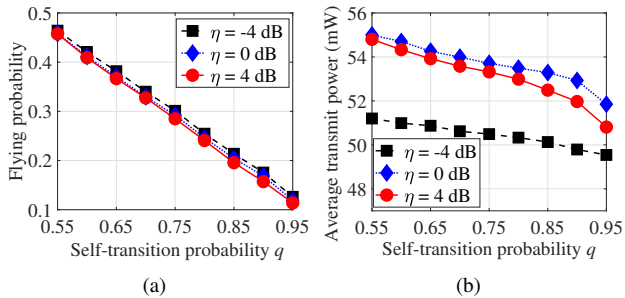 0.5
0.4
0.3
0.2
0.1
Flying probability
η = -4 dB
η = 0 dB
η = 4 dB
0.55 0.65 0.75 0.85 0.95
Self-transition probability q
(a)
56
54
52
50
48
Average transmit power (mW)
η = -4 dB
η = 0 dB
η = 4 dB
0.55 0.65 0.75 0.85 0.95
Self-transition probability q
(b)